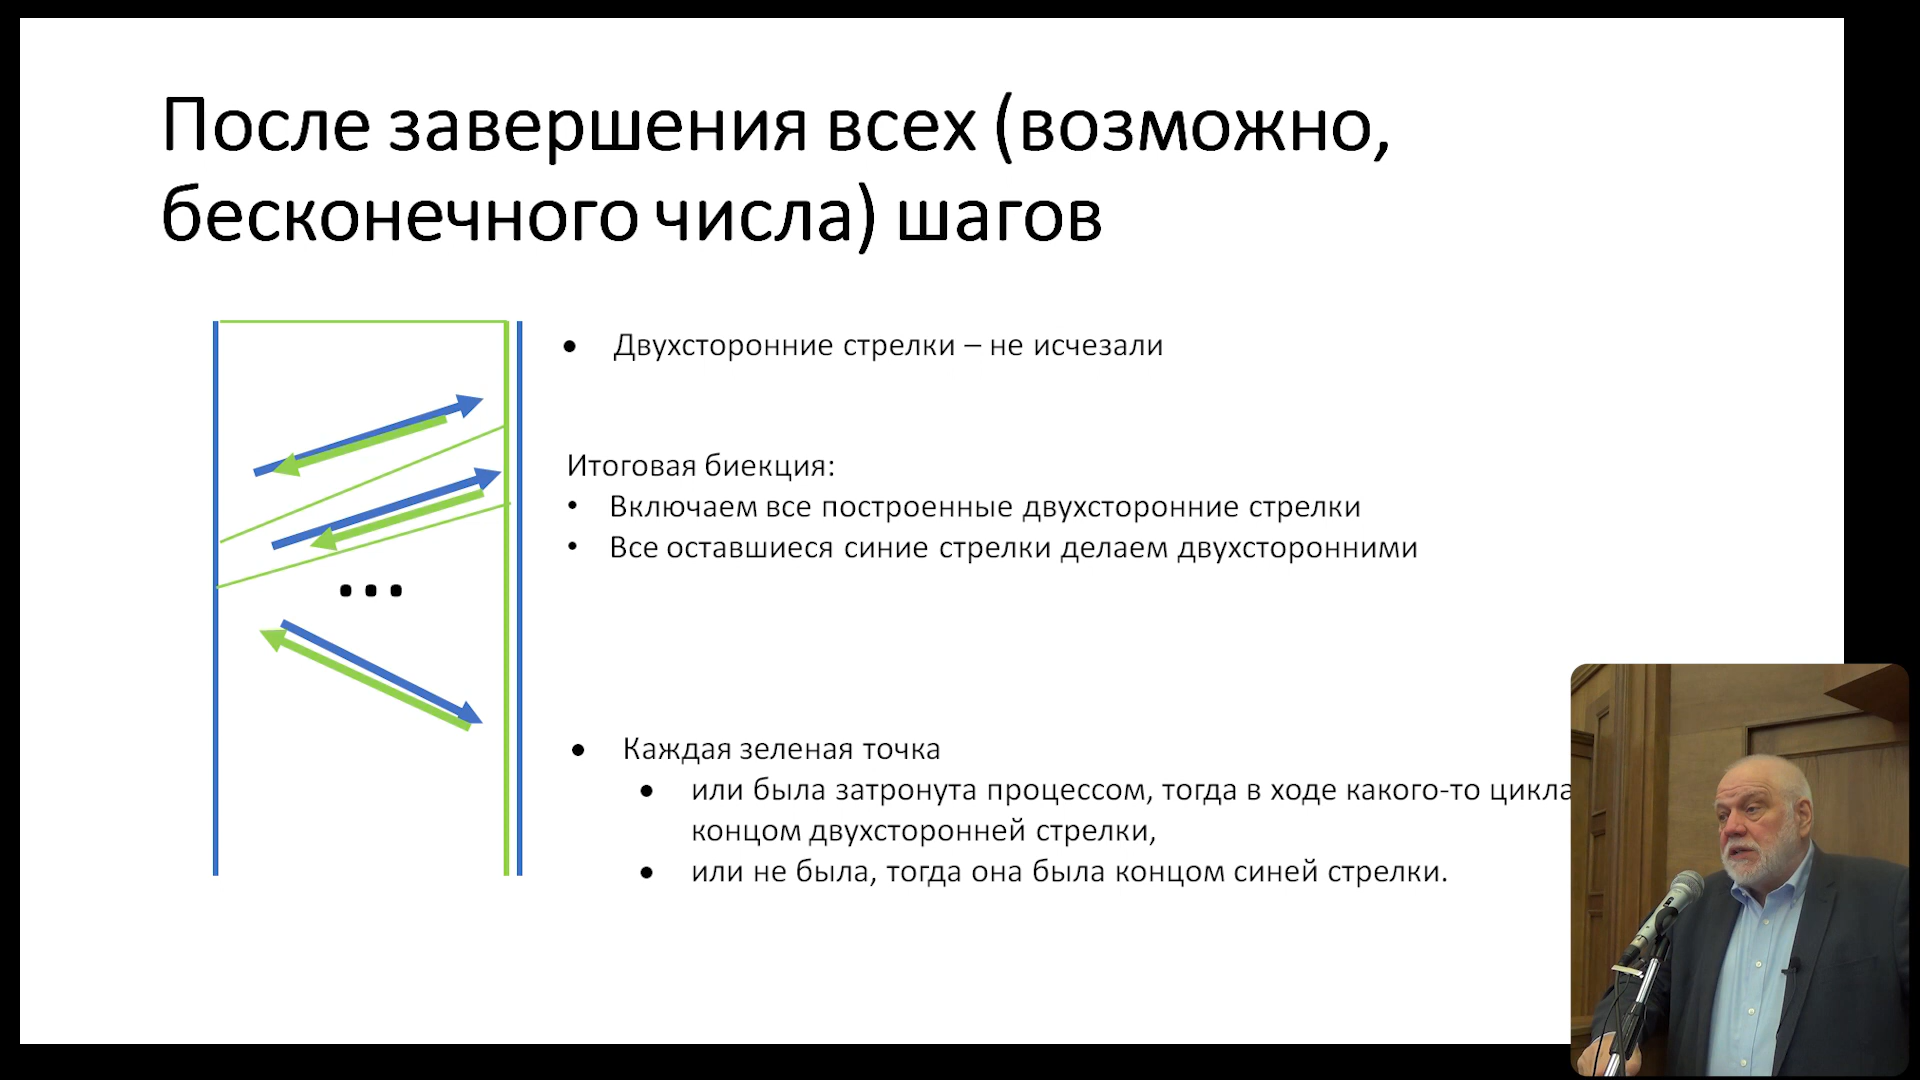 После завершения всех (возможно,
бесконечного числа) шагов
• Двухсторонние стрелки – не исчезали
Итоговая биекция:
• Включаем все построенные двухсторонние стрелки
• Все оставшиеся синие стрелки делаем двухсторонними
...
• Каждая зеленая точка
• или была затронута процессом, тогда в ходе какого-то цикла
концом двухсторонней стрелки,
• или не была, тогда она была концом синей стрелки.